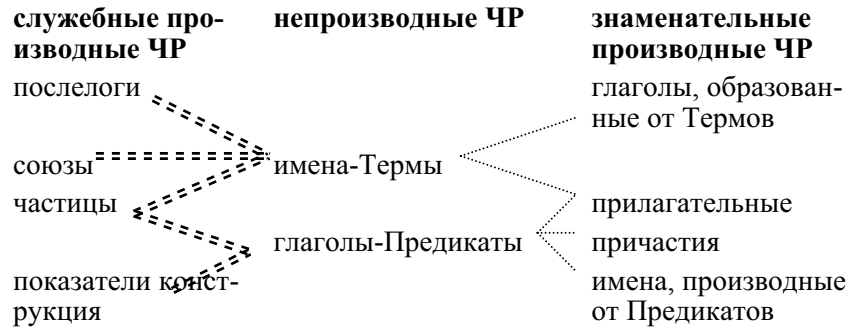 служебные про-
изводные ЧР
непроизводные ЧР
знаменательные
производные ЧР
послелоги
глаголы, образован-
ные от Термов
союзы
имена-Термы
частицы
прилагательные
глаголы-Предикаты
причастия
показатели конст-
рукция
имена, производные
от Предикатов